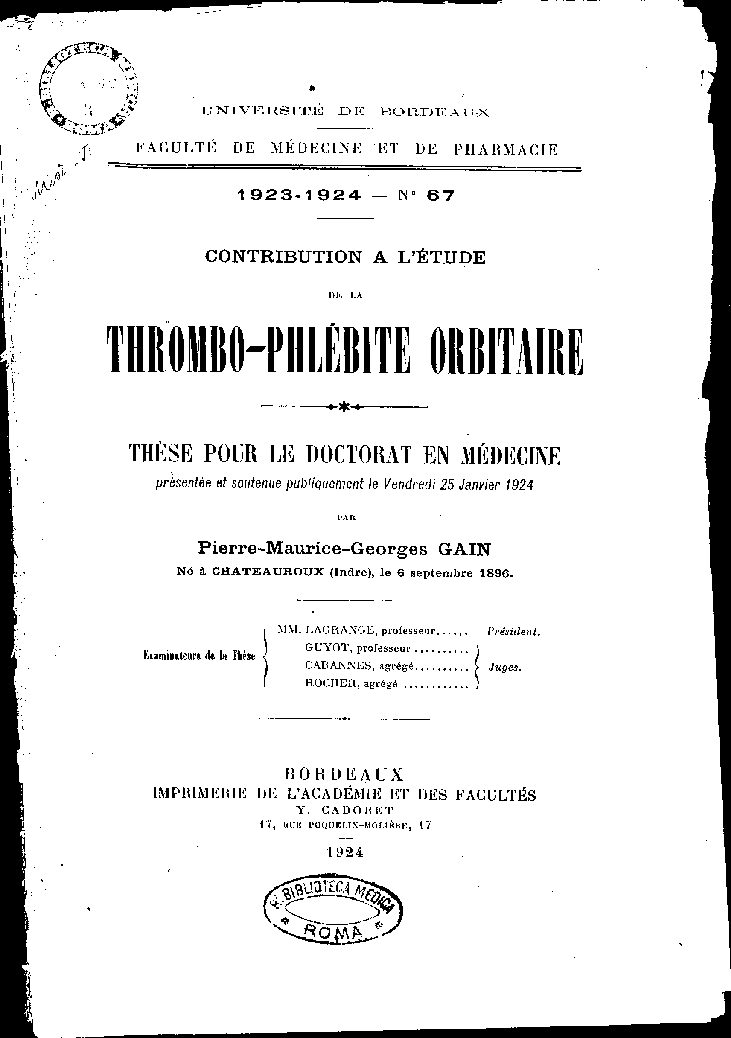 UNIVERSITÉ DE BORDEAUX
FACULTÉ DE MÉDECINE ET DE PHARMACIE
1923-1924 — N° 67
CONTRIBUTION A L'ÉTUDE
DE LA
THROMBO-PHLÉBITE ORBITAIRE
THÈSE POUR LE DOCTORAT EN MÉDECINE
présentée et soutenue publiquement le Vendredi 25 Janvier 1924
PAR
Pierre-Maurice-Georges GAIN
Né à CHATEAUROUX (Indre), le 6 septembre 1896.
MM. LAGRANGE, professeur...... Président.
GUYOT, professeur ..........
Examinateurs de la Thèse
CABANNES, agrégé.......... Juges.
ROCHER, agrégé ............
BORDEAUX
IMPRIMERIE DE L'ACADÉMIE ET DES FACULTÉS
Y. CADORET
17, RUE POQUELIN-MOLIÈRE, 17
1924
R. BIBLIOTECA MEDICA
* ROMA *